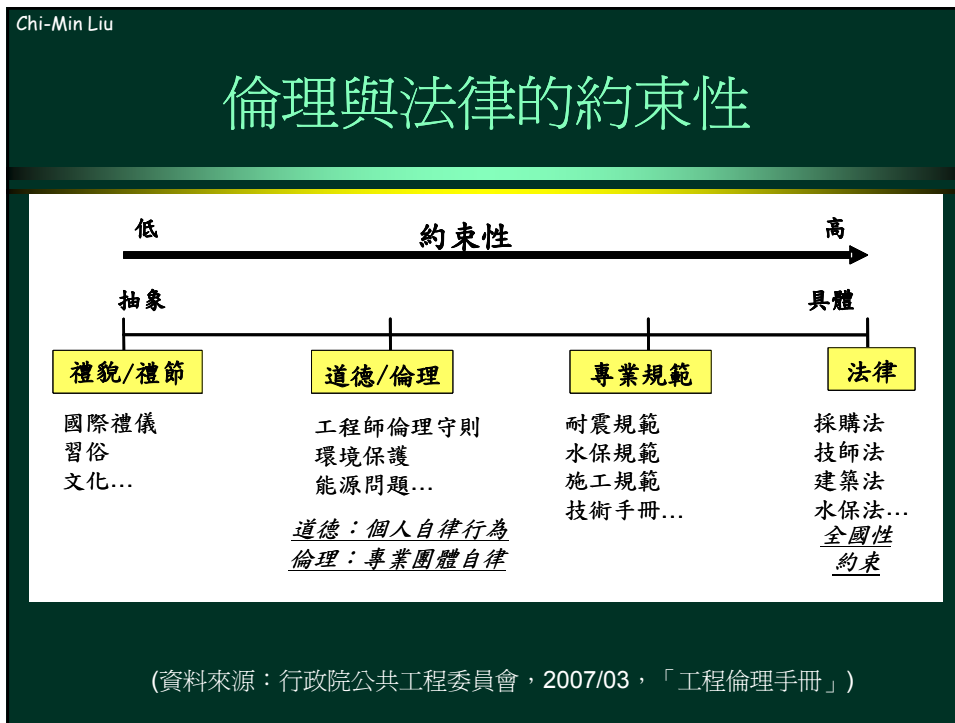 Chi-Min Liu
倫理與法律的約束性
低 約束性 高
抽象 具體
禮貌/禮節 道德/倫理 專業規範 法律
國際禮儀
習俗
文化...
工程師倫理守則
環境保護
能源問題...
道德：個人自律行為
倫理：專業團體自律
耐震規範
水保規範
施工規範
技術手冊...
採購法
技師法
建築法
水保法...
全國性
約束
(資料來源：行政院公共工程委員會，2007/03，「工程倫理手冊」)